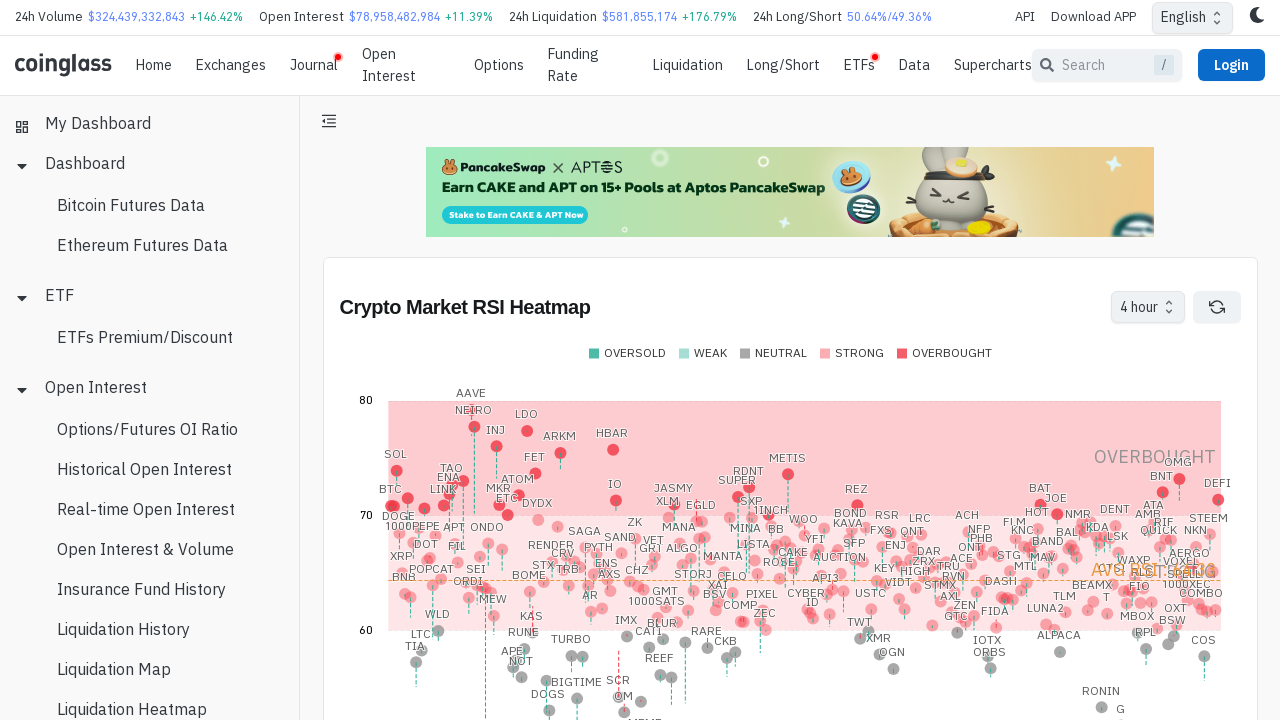 24h Volume $324,439,332,843 +146.42% Open Interest $78,958,482,984 +11.39% 24h Liquidation $581,855,174 +176.79% 24h Long/Short 50.64%/49.36% API Download APP English
coinglass Home Exchanges Journal Open Interest Options Funding Rate Liquidation Long/Short ETFs Data Supercharts Search / Login
My Dashboard
Dashboard
Bitcoin Futures Data
Ethereum Futures Data
ETF
ETFs Premium/Discount
Open Interest
Options/Futures OI Ratio
Historical Open Interest
Real-time Open Interest
Open Interest & Volume
Insurance Fund History
Liquidation History
Liquidation Map
Liquidation Heatmap
PancakeSwap × APTOS
Earn CAKE and APT on 15+ Pools at Aptos PancakeSwap
Stake to Earn CAKE & APT Now
Crypto Market RSI Heatmap
4 hour
OVERSOLD WEAK NEUTRAL STRONG OVERBOUGHT
80
AAVE
NEIRO LDO
INJ ARKM HBAR
SOL FET METIS OVERBOUGHT
TAO RDNT OMG
ENA ATOM SUPER BNT
BTC LINK MKR IO JASMY REZ BAT DEFI
ETC DYDX XLM EGLD SXP 1INCH JOE
70
DOGE ZK WOO BOND RSR LRC ACH HOT NMR DENT AMB STEEM
1000PEPE APT ONDO SAGA MANA MINA KAVA FLM KDA RIF
SAND VET YFI FXS QNT NFP KNC BAL LSK QUICK NKN
DOT FIL RENDER PYTH GRT ALGO LISTA SFP ENJ PHB BAND
XRP CRV MANTA CAKE AUCTION DAR ONT STG MAV AERGO
POPCAT SEI STX TRB ENS CHZ ROSE KEY ZRX ACE MTL WAXP VOXEL
BNB ORDI BOME AXS STORJ CELO API3 HIGH TRU RVN DASH
MEW AR GMT XAI BSV PIXEL CYBER USTC VIDT STMX BEAMX FIO 1000XEC
1000SATS COMP ID AXL TLM T COMBO
WLD KAS IMX BLUR ZEC TWT GTC ZEN FIDA LUNA2 MBOX OXT
BSW
60
LTC RUNE CATI RARE XMR ALPACA RPL
TIA APE TURBO CKB IOTX COS
NOT REEF OGN ORBS
BIGTIME SCR
DOGS OM RONIN
G